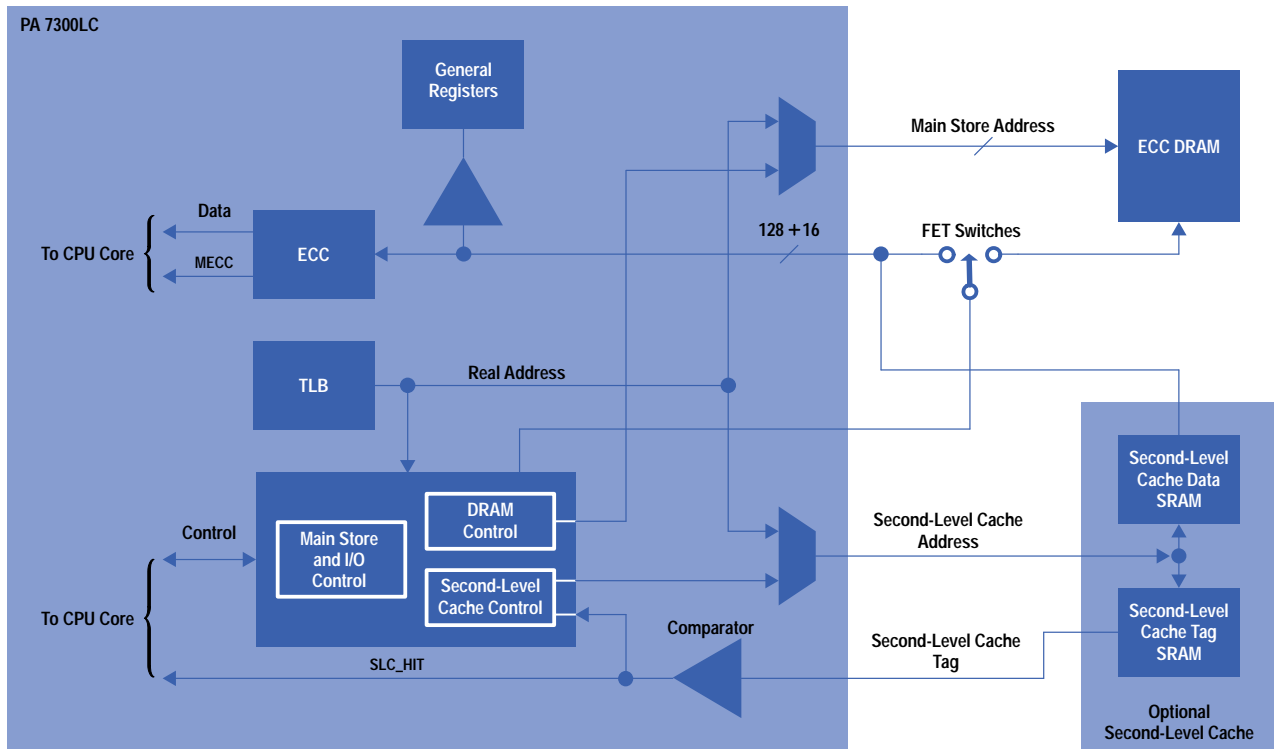 PA 7300LC
General
Registers
Main Store Address
ECC DRAM
Data
To CPU Core
MECC
ECC
128 + 16
FET Switches
TLB
Real Address
Second-Level
Cache Data
SRAM
DRAM
Control
Main Store
and I/O
Control
Second-Level
Cache Control
Control
To CPU Core
Second-Level Cache
Address
Second-Level
Cache Tag
SRAM
Comparator
Second-Level Cache
Tag
SLC_HIT
Optional
Second-Level Cache